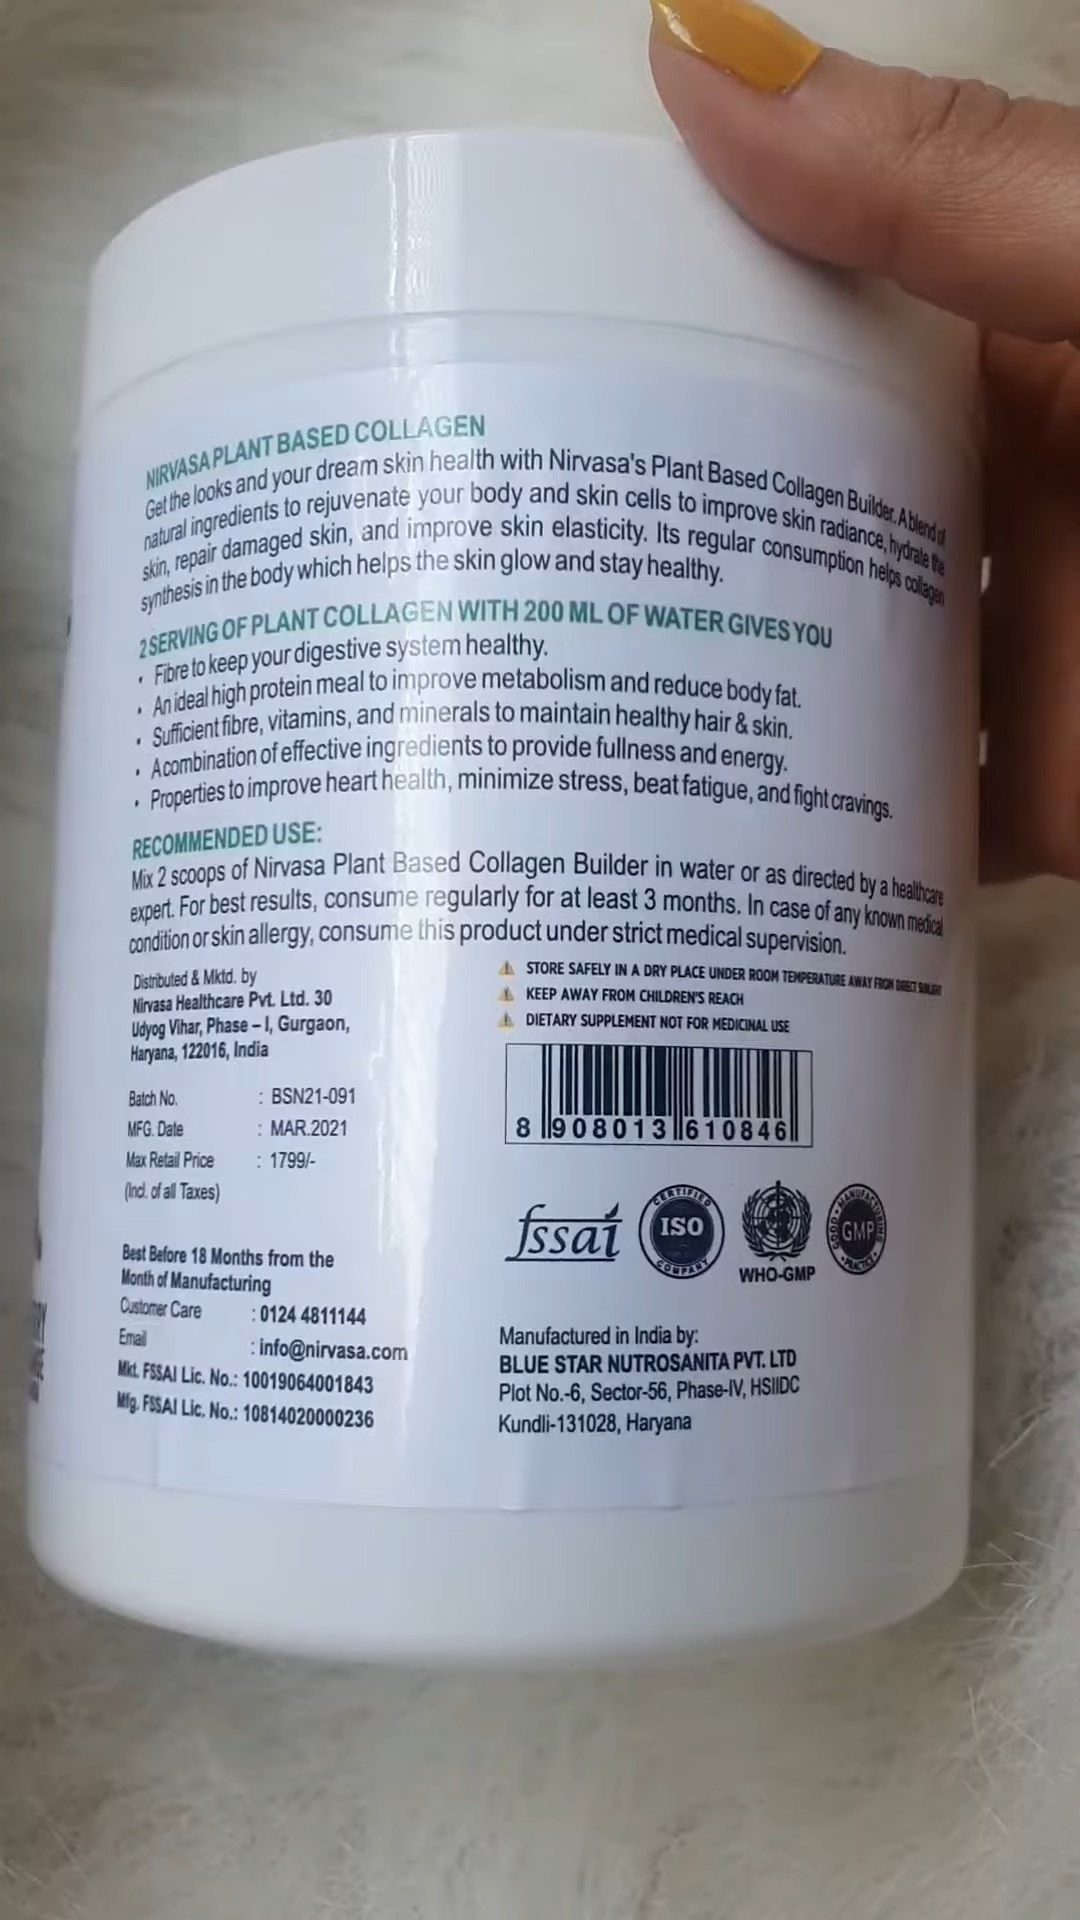 NIRVASA PLANT BASED COLLAGEN
Get the looks and your dream skin health with Nirvasa's Plant Based Collagen Builder. A blend of
natural ingredients to rejuvenate your body and skin cells to improve skin radiance, hydrate the
skin, repair damaged skin, and improve skin elasticity. Its regular consumption helps collagen
synthesis in the body which helps the skin glow and stay healthy.
2 SERVING OF PLANT COLLAGEN WITH 200 ML OF WATER GIVES YOU
• Fibre to keep your digestive system healthy.
• An ideal high protein meal to improve metabolism and reduce body fat.
• Sufficient fibre, vitamins, and minerals to maintain healthy hair & skin.
• A combination of effective ingredients to provide fullness and energy.
• Properties to improve heart health, minimize stress, beat fatigue, and fight cravings.
RECOMMENDED USE:
Mix 2 scoops of Nirvasa Plant Based Collagen Builder in water or as directed by a healthcare
expert. For best results, consume regularly for at least 3 months. In case of any known medical
condition or skin allergy, consume this product under strict medical supervision.
Distributed & Mktd. by
Nirvasa Healthcare Pvt. Ltd. 30
Udyog Vihar, Phase – I, Gurgaon,
Haryana, 122016, India
Batch No. : BSN21-091
MFG. Date : MAR.2021
Max Retail Price : 1799/-
(Incl. of all Taxes)
Best Before 18 Months from the
Month of Manufacturing
Customer Care : 0124 4811144
Email : info@nirvasa.com
Mkt. FSSAI Lic. No.: 10019064001843
Mfg. FSSAI Lic. No.: 10814020000236
STORE SAFELY IN A DRY PLACE UNDER ROOM TEMPERATURE AWAY FROM DIRECT SUNLIGHT
KEEP AWAY FROM CHILDREN'S REACH
DIETARY SUPPLEMENT NOT FOR MEDICINAL USE
8 908013 610846
fssai
CERTIFIED ISO COMPANY
WHO-GMP
GOOD MANUFACTURING GMP PRACTICE
Manufactured in India by:
BLUE STAR NUTROSANITA PVT. LTD
Plot No.-6, Sector-56, Phase-IV, HSIIDC
Kundli-131028, Haryana